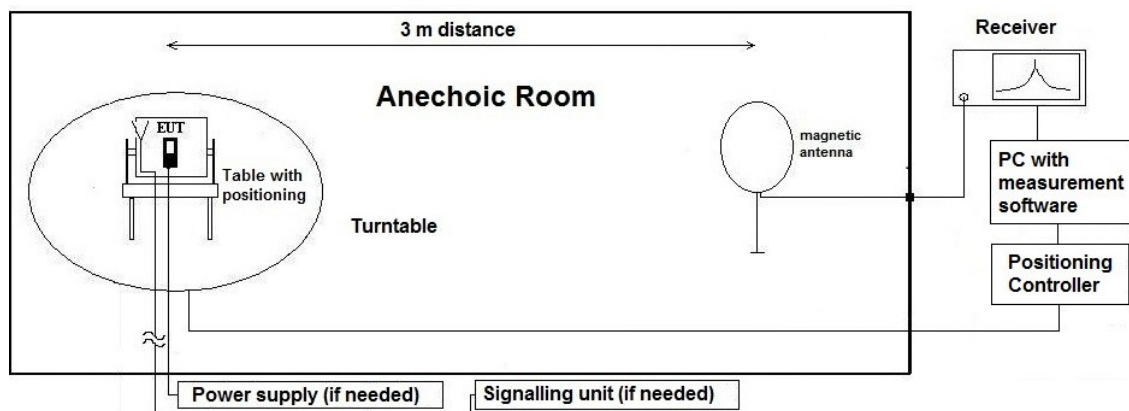 3 m distance
Receiver
Anechoic Room
EUT
magnetic
antenna
Table with
positioning
PC with
measurement
software
Turntable
Positioning
Controller
Power supply (if needed)
Signalling unit (if needed)